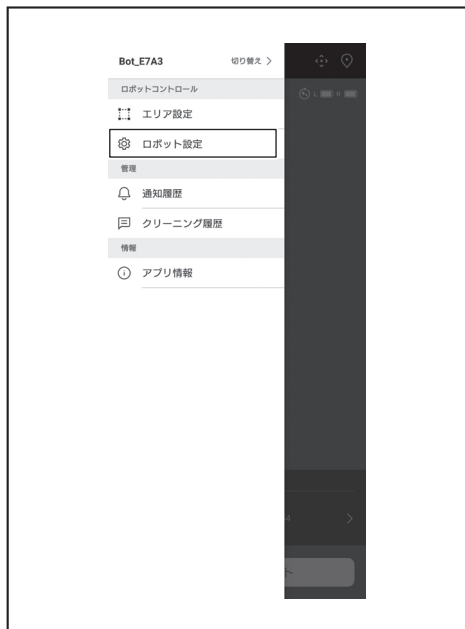 Bot_E7A3 切り替え
ロボットコントロール
L R
エリア設定
ロボット設定
管理
通知履歴
クリーニング履歴
情報
アプリ情報
4
ト